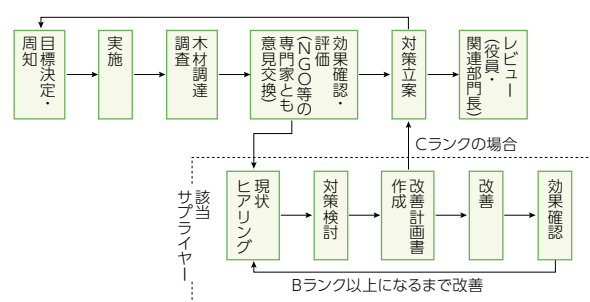 目標決定・
周知
実施
木材調達
調査
効果確認・
評価
(NGO等の
専門家とも
意見交換)
対策立案
レビュー
(役員・
関連部門長)
Cランクの場合
該当
サプライヤー
現状
ヒアリング
対策検討
改善計画書
作成
改善
効果確認
Bランク以上になるまで改善